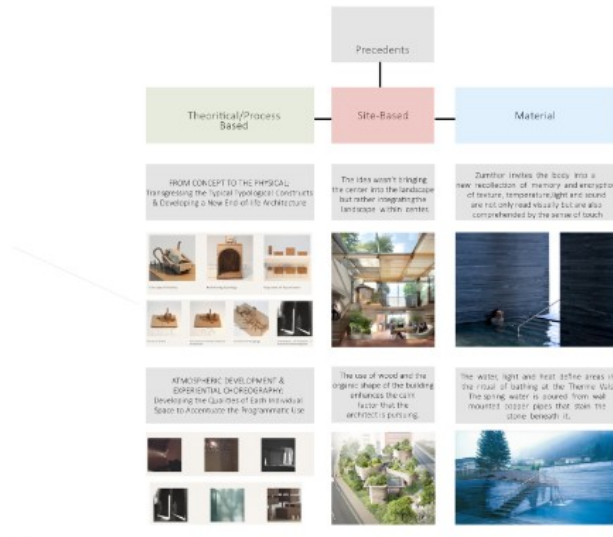 Precedents
Theoritical/Process
Based
Site-Based
Material
FROM CONCEPT TO THE PHYSICAL;
Transgressing the Typical Typological Constructs
& Developing a New End-of-life Architecture
The idea wasn't bringing
the center into the landscape
but rather integrating the
landscape within center.
Zumthor invites the body into a
new recollection of memory and encryption
of texture, temperature, light and sound
are not only read visually but are also
comprehended by the sense of touch
ATMOSPHERIC DEVELOPMENT &
EXPERIENTIAL CHOREOGRAPHY:
Developing the Qualities of Earth Individual
Space to Accentuate the Programmatic Use
The use of wood and the
organic shape of the building
enhances the calm
factor that the
architect is pursuing.
The water, light and heat define areas of
the ritual of bathing at the Therme Vals
The spring water is poured from wall
mounted copper pipes that stain the
stone beneath it.